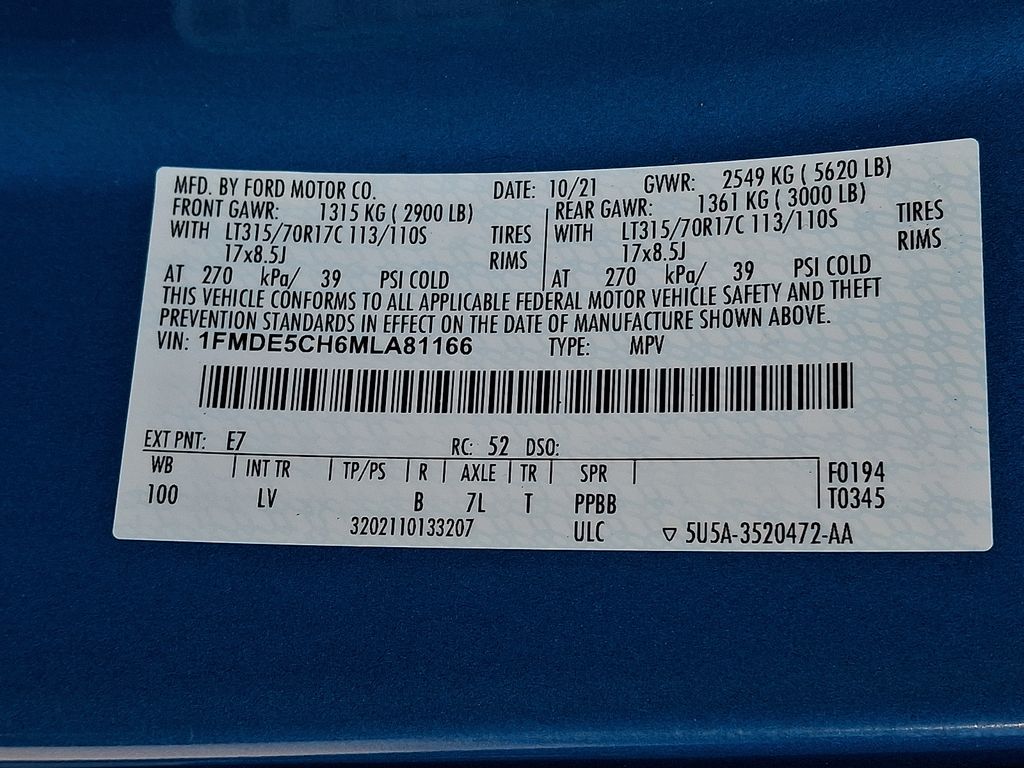 MFD. BY FORD MOTOR CO. DATE: 10/21 GVWR: 2549 KG ( 5620 LB)
FRONT GAWR: 1315 KG ( 2900 LB) REAR GAWR: 1361 KG ( 3000 LB)
WITH LT315/70R17C 113/110S TIRES WITH LT315/70R17C 113/110S TIRES
17x8.5J RIMS 17x8.5J RIMS
AT 270 kPa/ 39 PSI COLD AT 270 kPa/ 39 PSI COLD
THIS VEHICLE CONFORMS TO ALL APPLICABLE FEDERAL MOTOR VEHICLE SAFETY AND THEFT
PREVENTION STANDARDS IN EFFECT ON THE DATE OF MANUFACTURE SHOWN ABOVE.
VIN: 1FMDE5CH6MLA81166 TYPE: MPV
EXT PNT: E7 RC: 52 DSO:
WB INT TR TP/PS R AXLE TR SPR F0194
100 LV B 7L T PPBB T0345
3202110133207 ULC ▽ 5U5A-3520472-AA